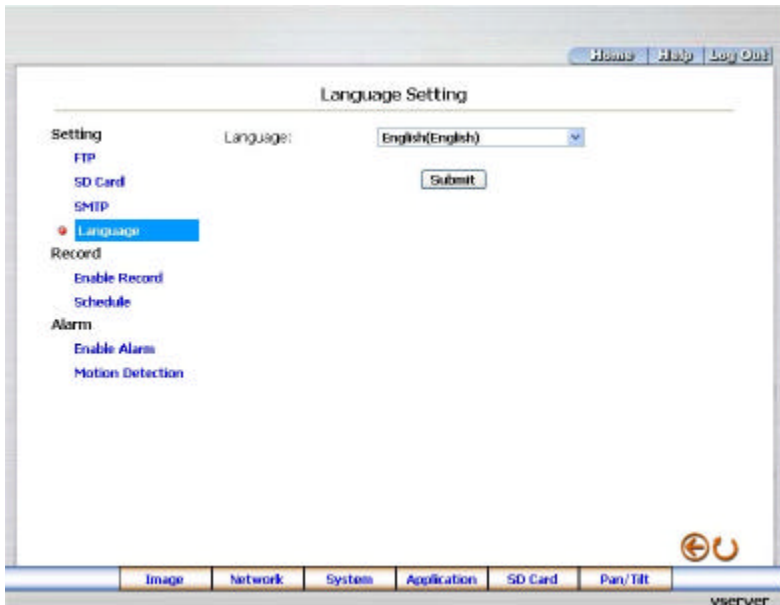 Home Help Log Out
Language Setting
Setting
Language: English(English)
FTP
SD Card
Submit
SMTP
Language
Record
Enable Record
Schedule
Alarm
Enable Alarm
Motion Detection
Image Network System Application SD Card Pan/Tilt
vserver